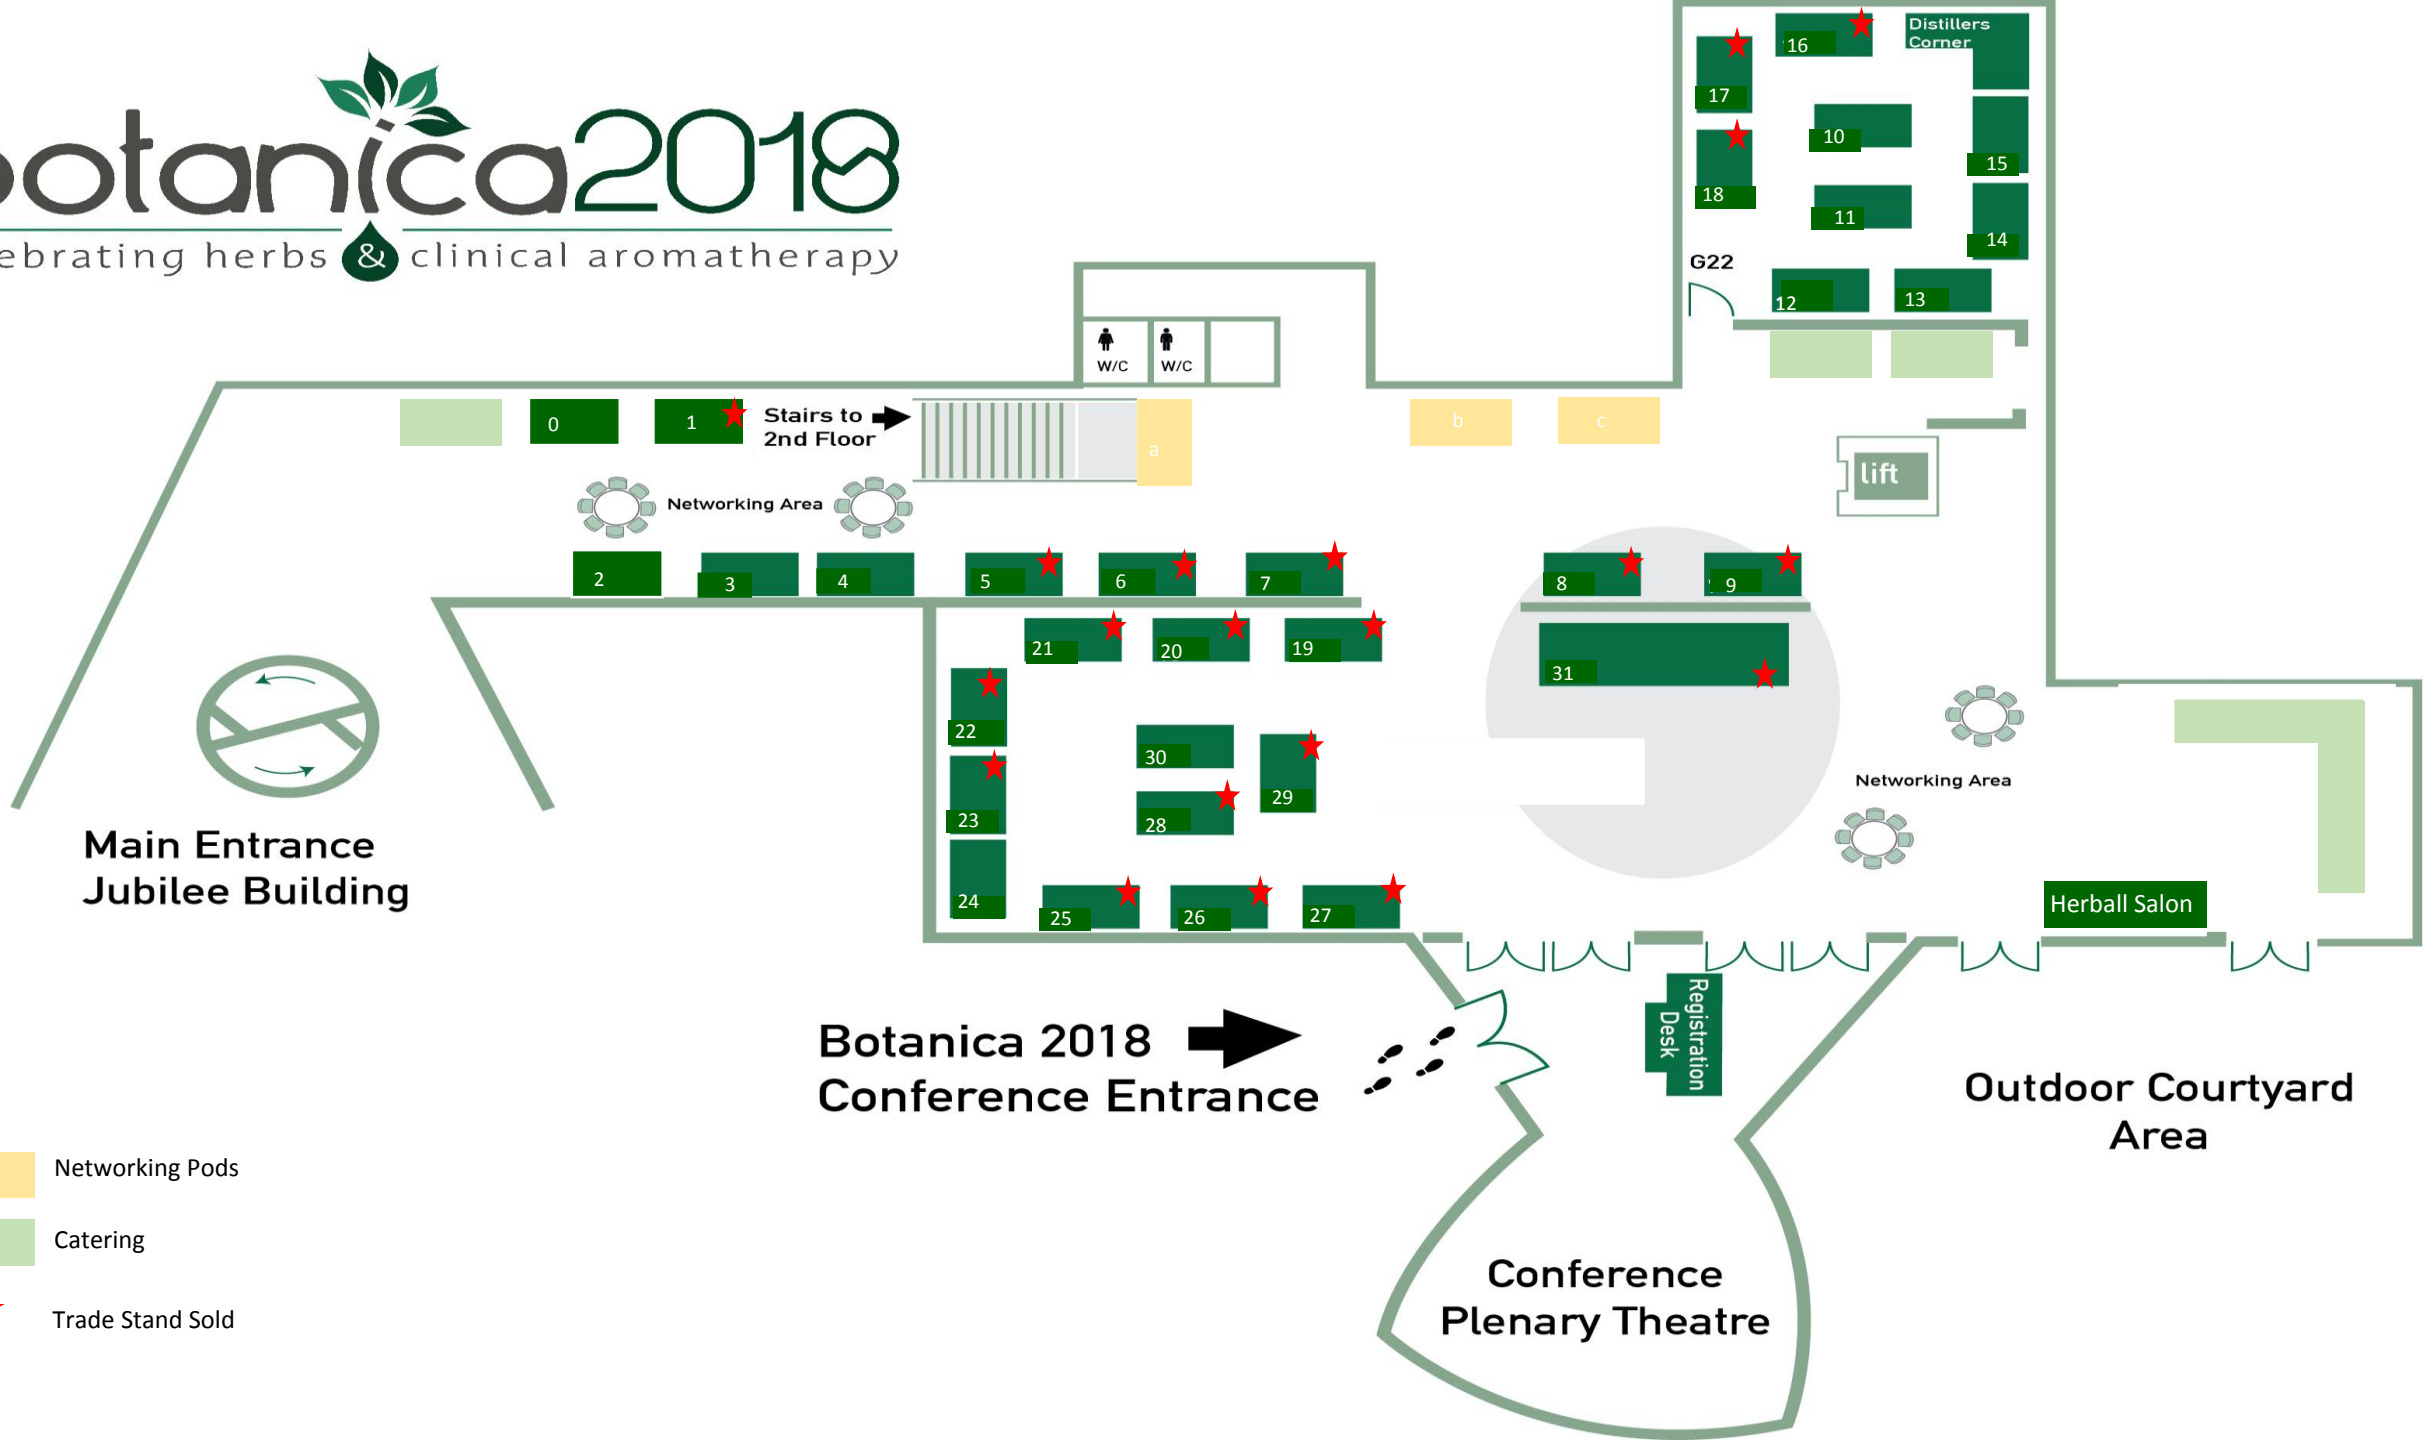 botanica2018
ebrating herbs & clinical aromatherapy
Distillers
Corner
16
17
10
15
18
11
14
G22
12
13
W/C
W/C
0
1
Stairs to
2nd Floor
a
b
c
lift
Networking Area
2
3
4
5
6
7
8
9
21
20
19
31
22
30
29
23
28
24
25
26
27
Networking Area
Herball Salon
Main Entrance
Jubilee Building
Registration
Desk
Botanica 2018
Conference Entrance
Outdoor Courtyard
Area
Networking Pods
Catering
Trade Stand Sold
Conference
Plenary Theatre